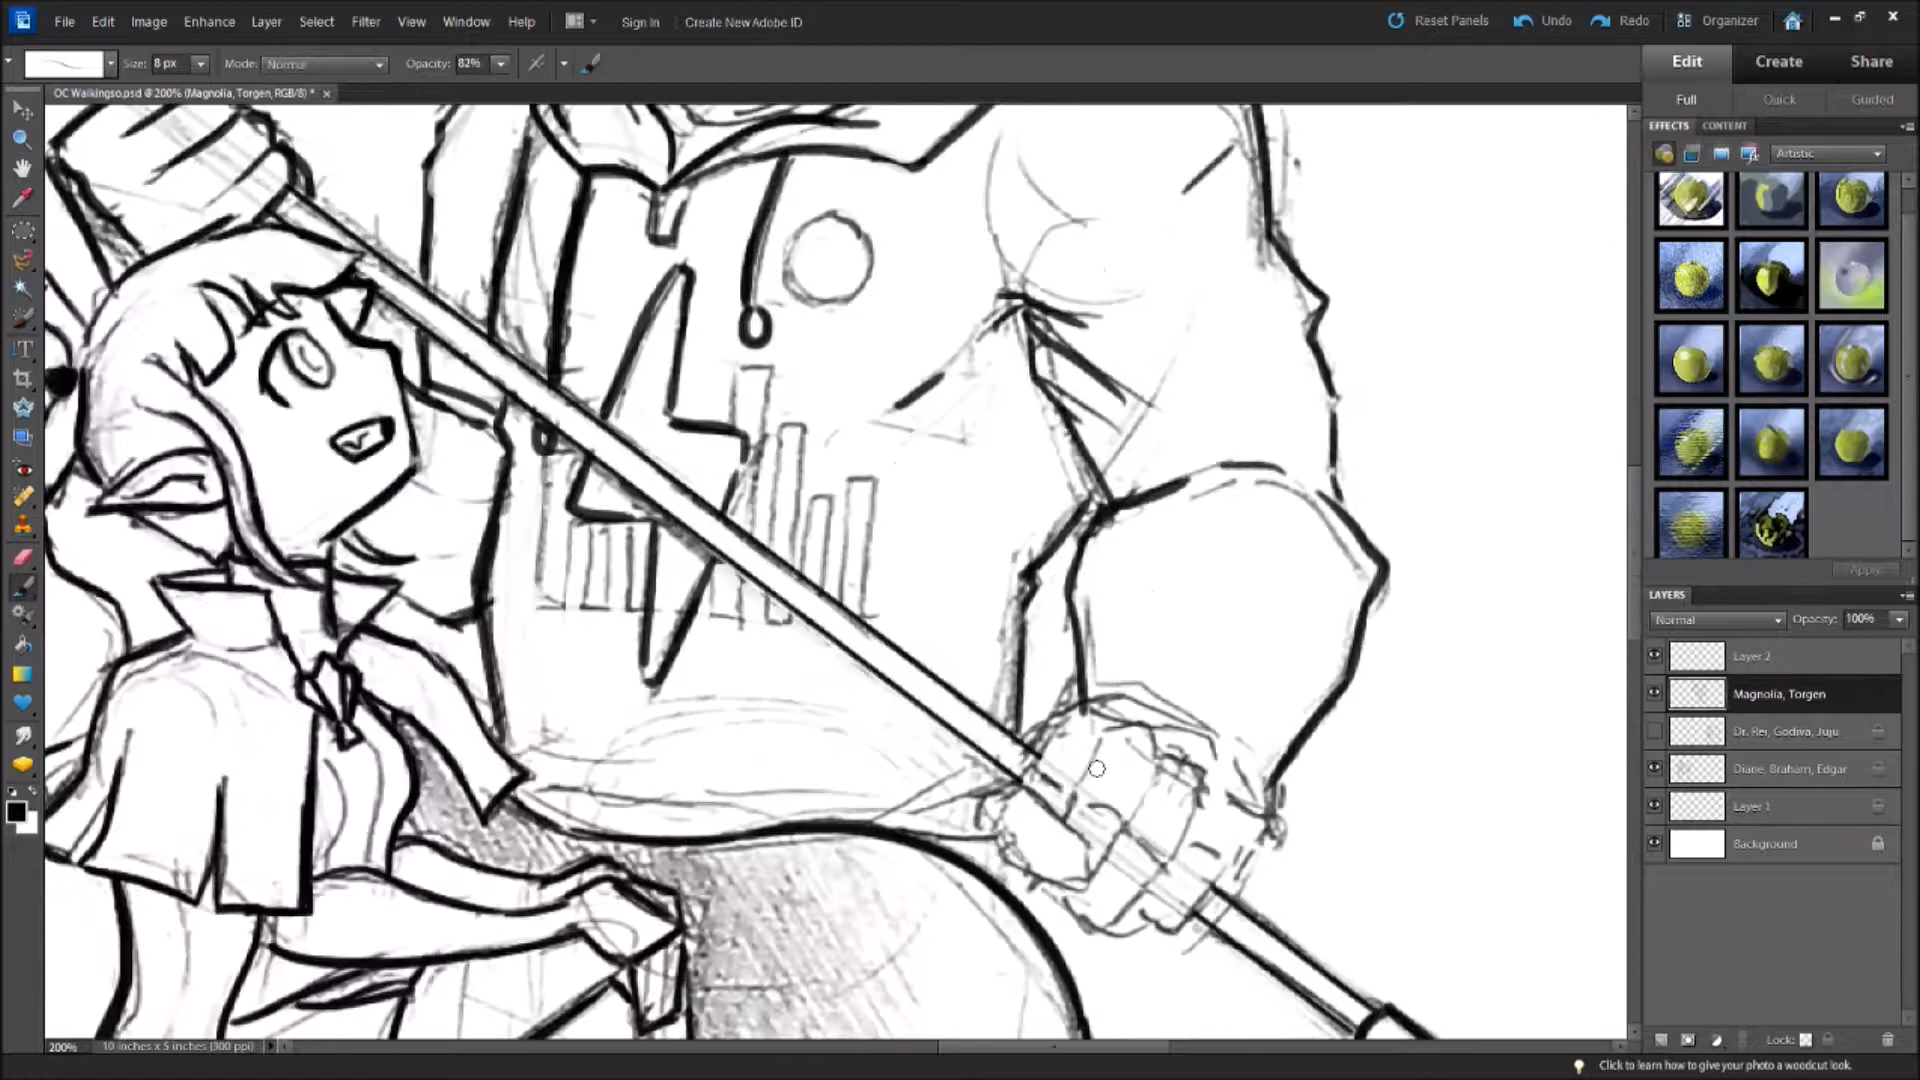 File Edit Image Enhance Layer Select Filter View Window Help Sign In Create New Adobe ID Reset Panels Undo Redo Organizer
Size: 8 px Mode: Normal Opacity: 82% Edit Create Share
OC Walkingso.psd @ 200% (Magnolia, Torgen, RGB/8) * Full Quick Guided
EFFECTS CONTENT
Artistic
Apply
LAYERS
Normal Opacity: 100%
Layer 2
Magnolia, Torgen
Dr. Rei, Godiva, Juju
Diane, Braham, Edgar
Layer 1
Background
Lock:
200% 10 inches x 5 inches (300 ppi)
Click to learn how to give your photo a woodcut look.